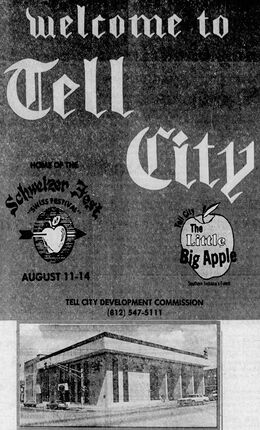 welcome to
Tell
City
HOME OF THE
Schweizer Fest
"SWISS FESTIVAL"
AUGUST 11-14
Tell City
The
Little
Big Apple
TELL CITY DEVELOPMENT COMMISSION
(812) 547-5111